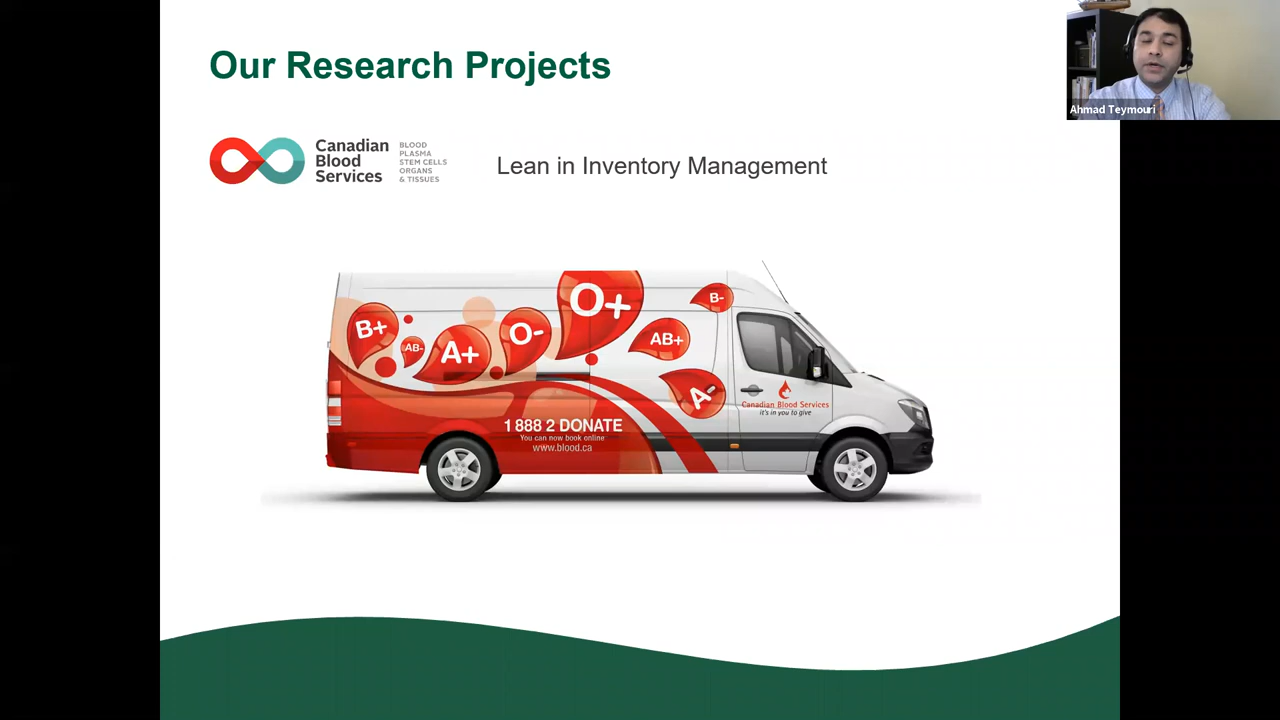 Our Research Projects
Ahmad Teymouri
Canadian
Blood
Services
BLOOD
PLASMA
STEM CELLS
ORGANS
& TISSUES
Lean in Inventory Management
O+
B-
B+
AB-
A+
O-
AB+
A-
Canadian Blood Services
it's in you to give
1 888 2 DONATE
You can now book online
www.blood.ca